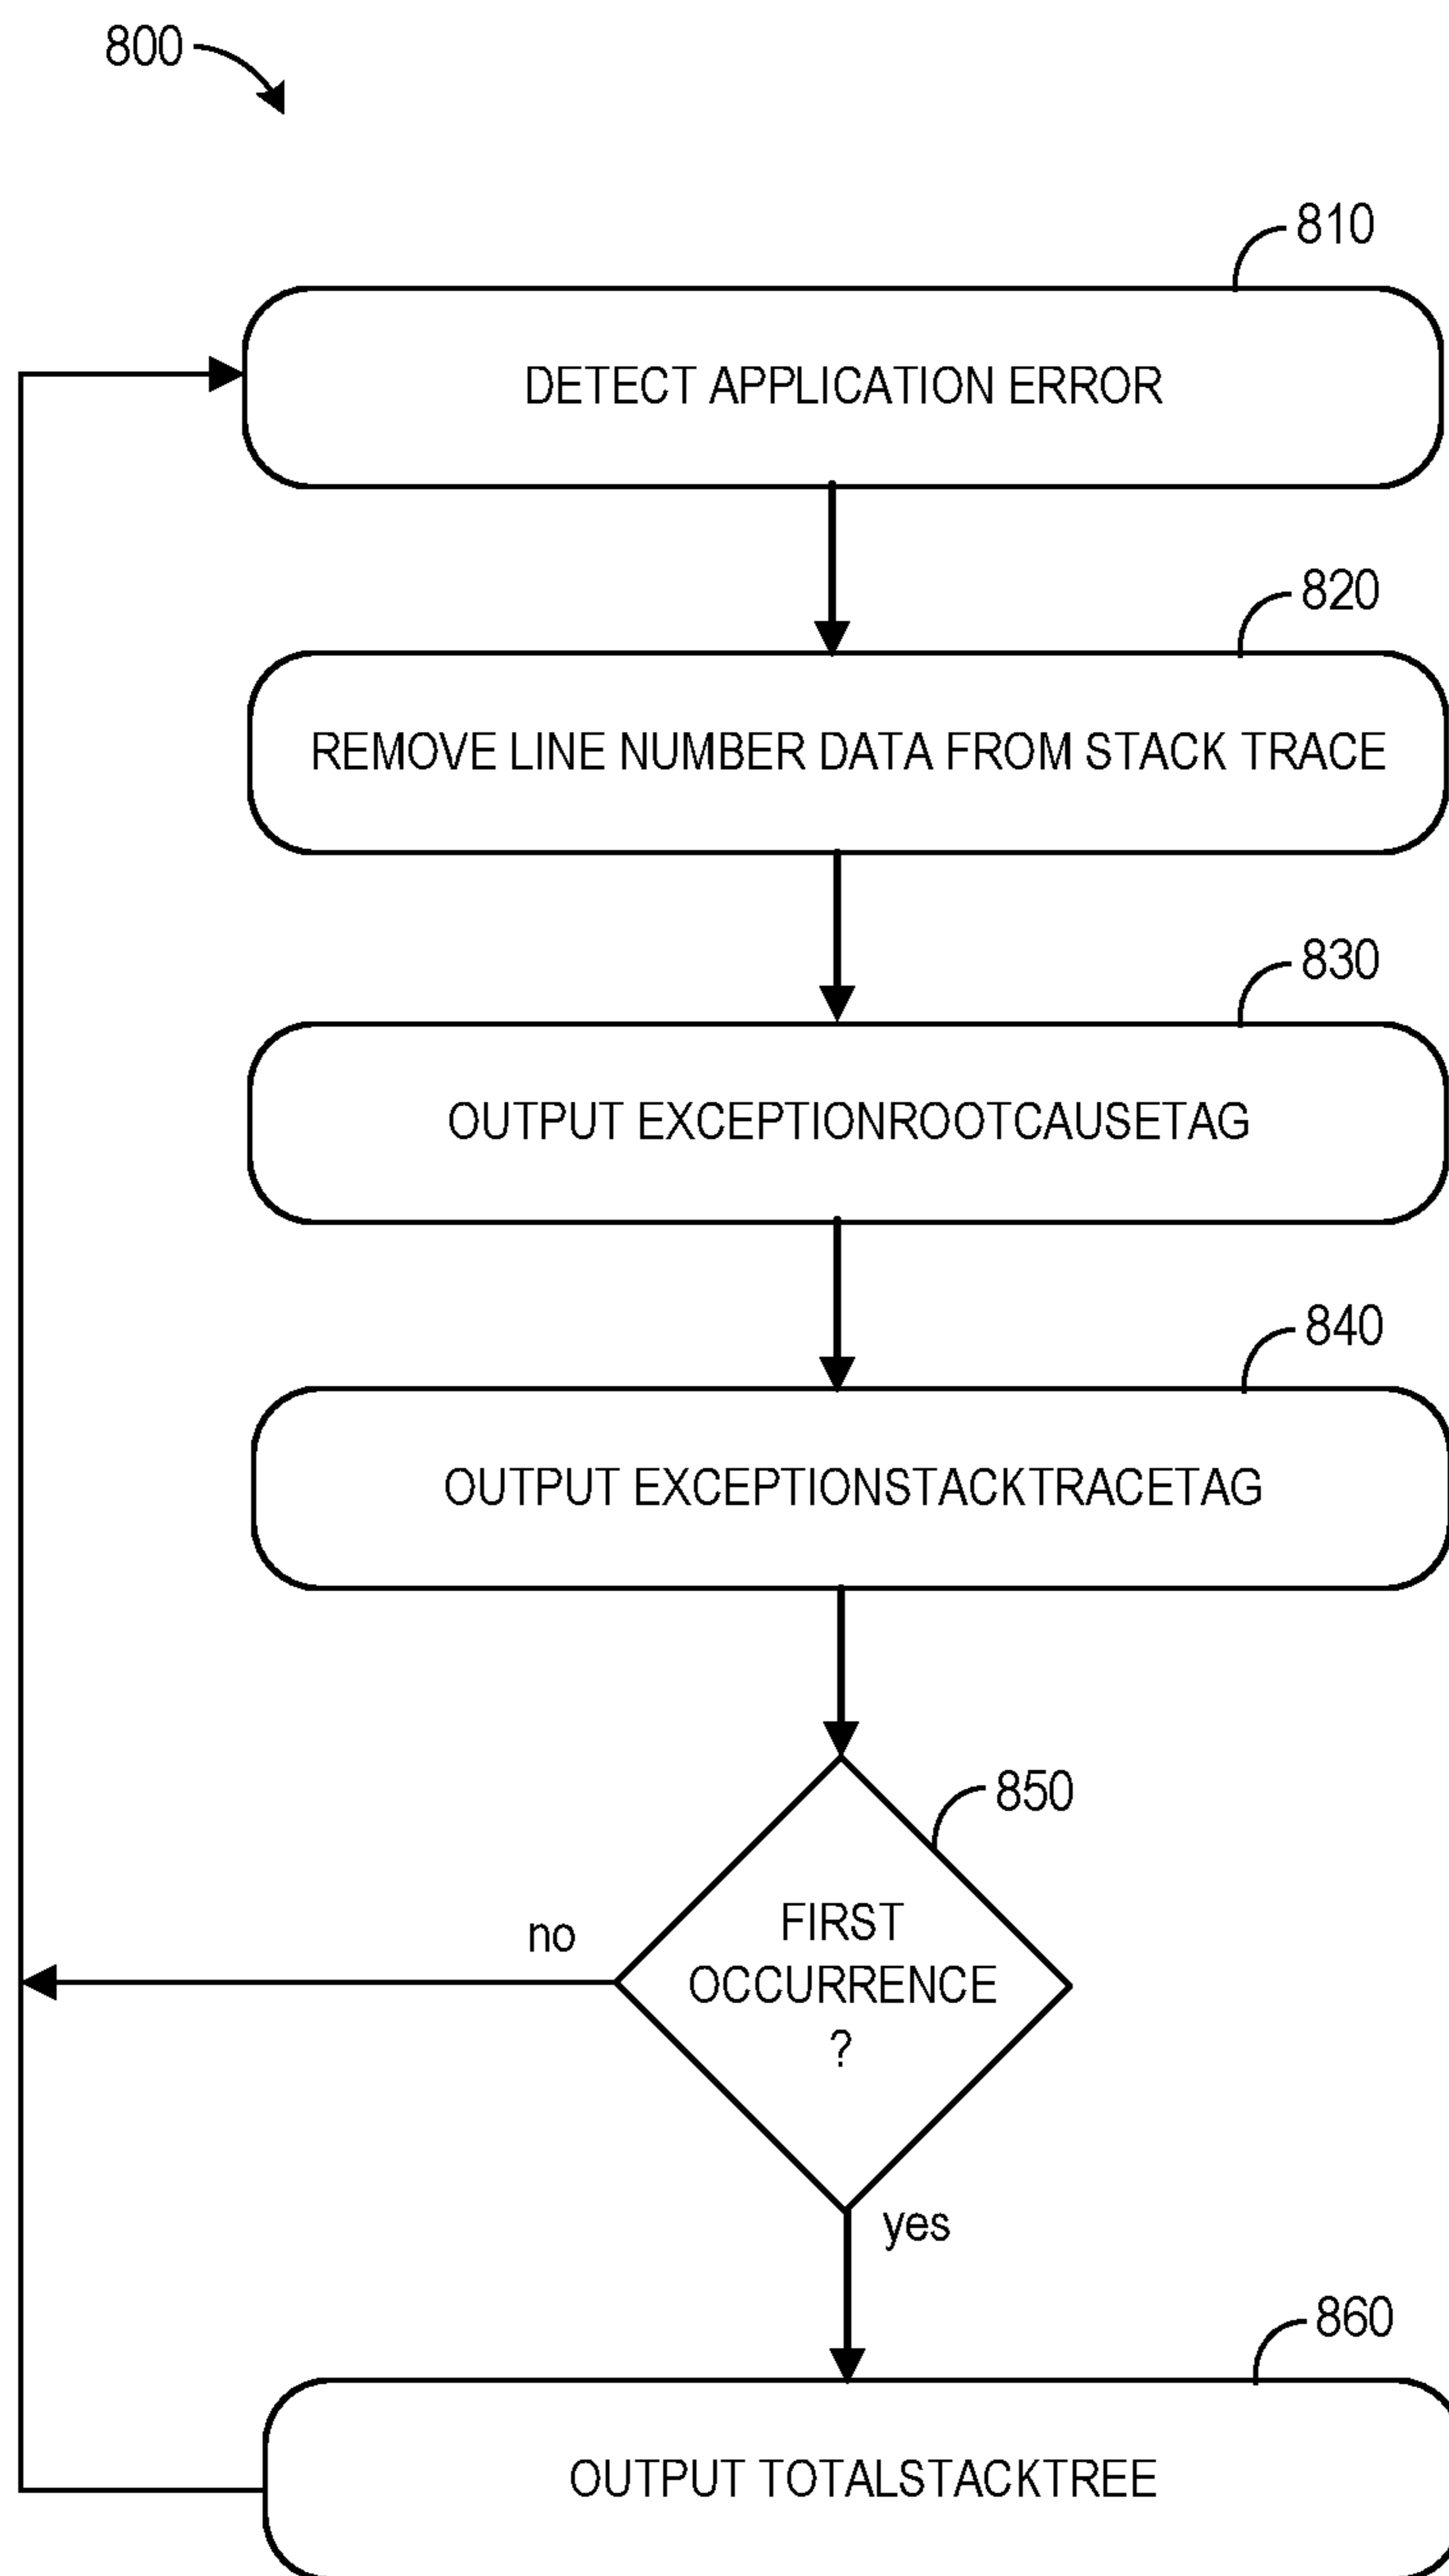 800
810
DETECT APPLICATION ERROR
820
REMOVE LINE NUMBER DATA FROM STACK TRACE
830
OUTPUT EXCEPTIONROOTCAUSETAG
840
OUTPUT EXCEPTIONSTACKTRACETAG
850
FIRST
OCCURRENCE
?
no
yes
860
OUTPUT TOTALSTACKTREE